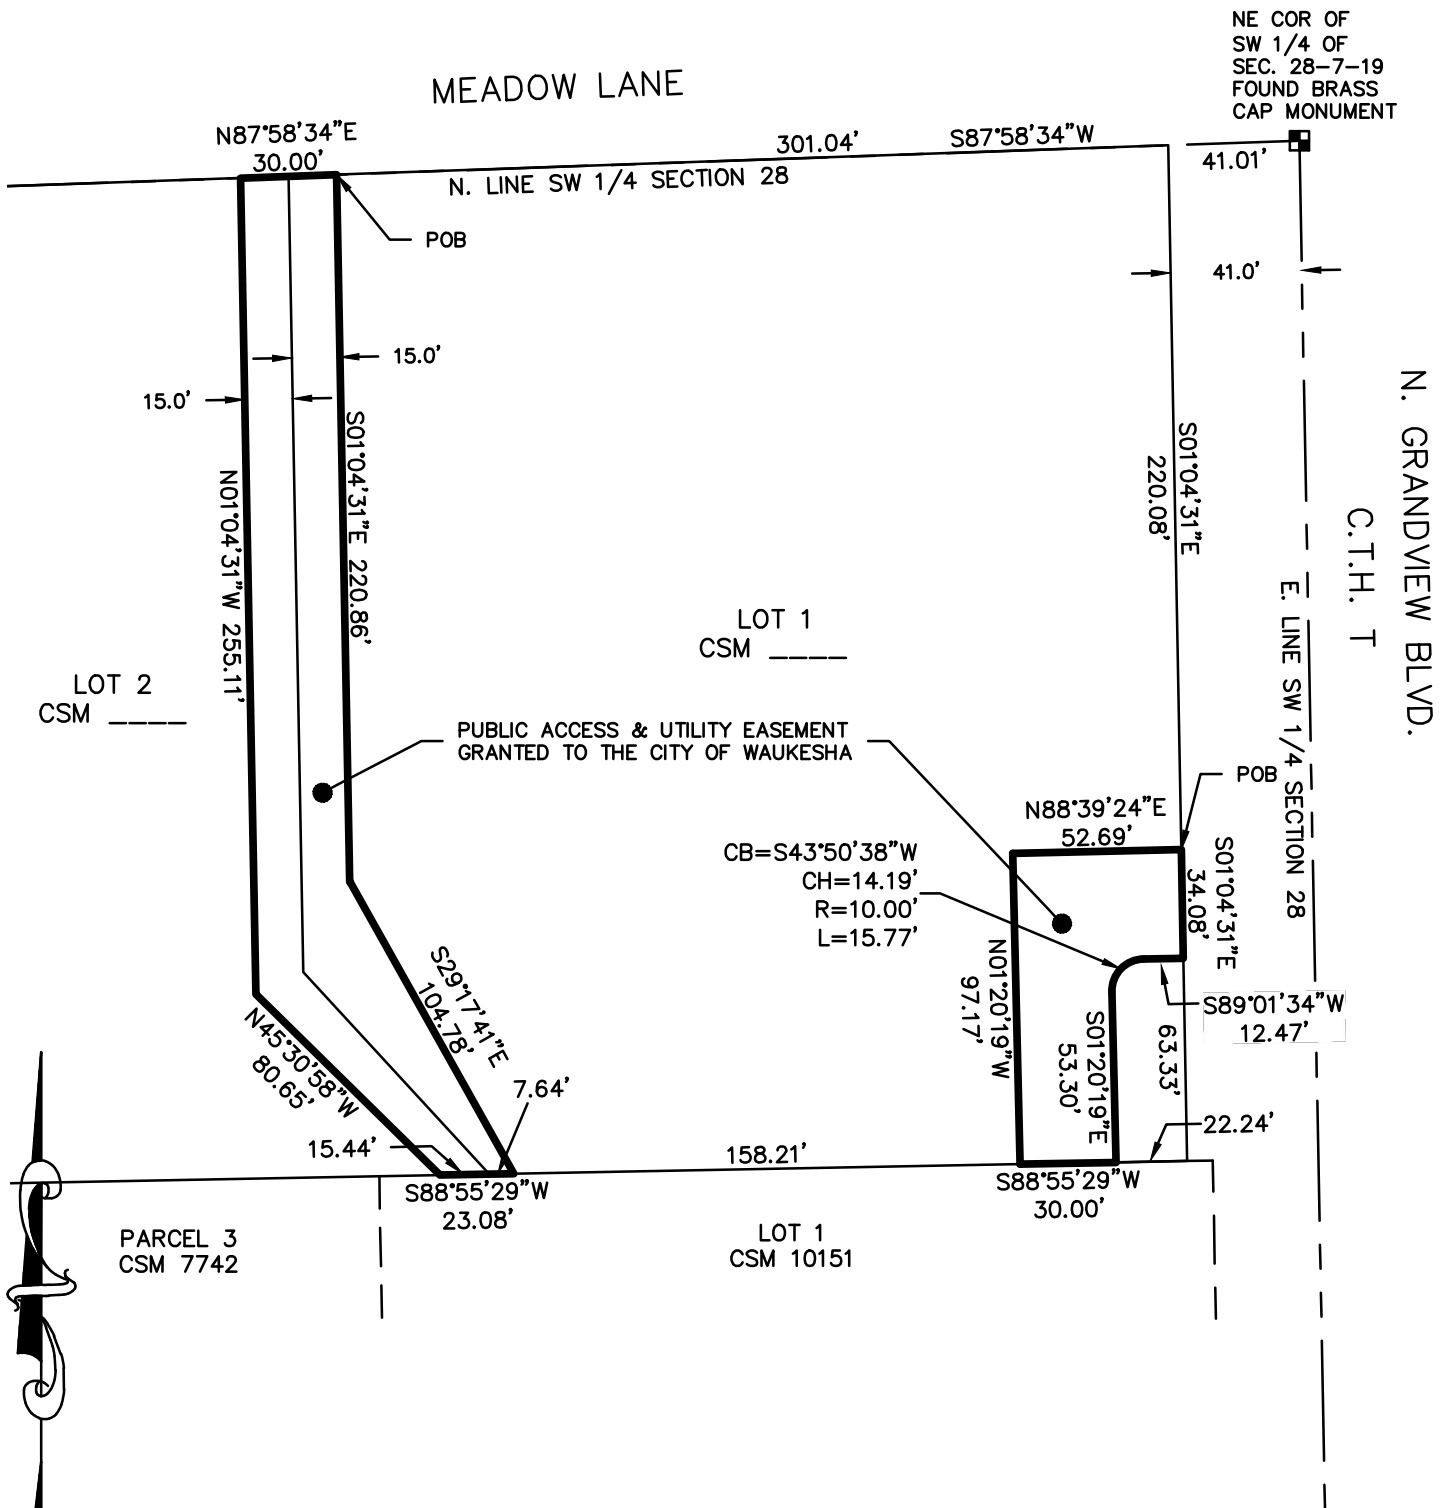 NE COR OF
SW 1/4 OF
SEC. 28-7-19
FOUND BRASS
CAP MONUMENT
MEADOW LANE
N87°58'34"E
30.00'
301.04'
S87°58'34"W
41.01'
N. LINE SW 1/4 SECTION 28
POB
41.0'
15.0'
15.0'
S01°04'31"E 220.86'
N01°04'31"W 255.11'
S01°04'31"E
220.08'
N. GRANDVIEW BLVD.
C.T.H. T
E. LINE SW 1/4 SECTION 28
LOT 1
CSM ____
LOT 2
CSM ____
PUBLIC ACCESS & UTILITY EASEMENT
GRANTED TO THE CITY OF WAUKESHA
POB
N88°39'24"E
52.69'
CB=S43°50'38"W
CH=14.19'
R=10.00'
L=15.77'
S01°04'31"E
34.08'
N01°20'19"W
97.17'
S29°17'41"E
104.78'
S89°01'34"W
12.47'
S01°20'19"E
53.30'
63.33'
N45°30'58"W
80.65'
7.64'
15.44'
158.21'
22.24'
S88°55'29"W
23.08'
S88°55'29"W
30.00'
PARCEL 3
CSM 7742
LOT 1
CSM 10151